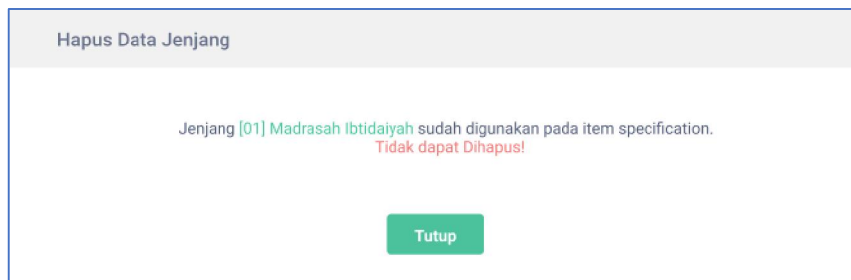 Hapus Data Jenjang
Jenjang [01] Madrasah Ibtidaiyah sudah digunakan pada item specification.
Tidak dapat Dihapus!
Tutup